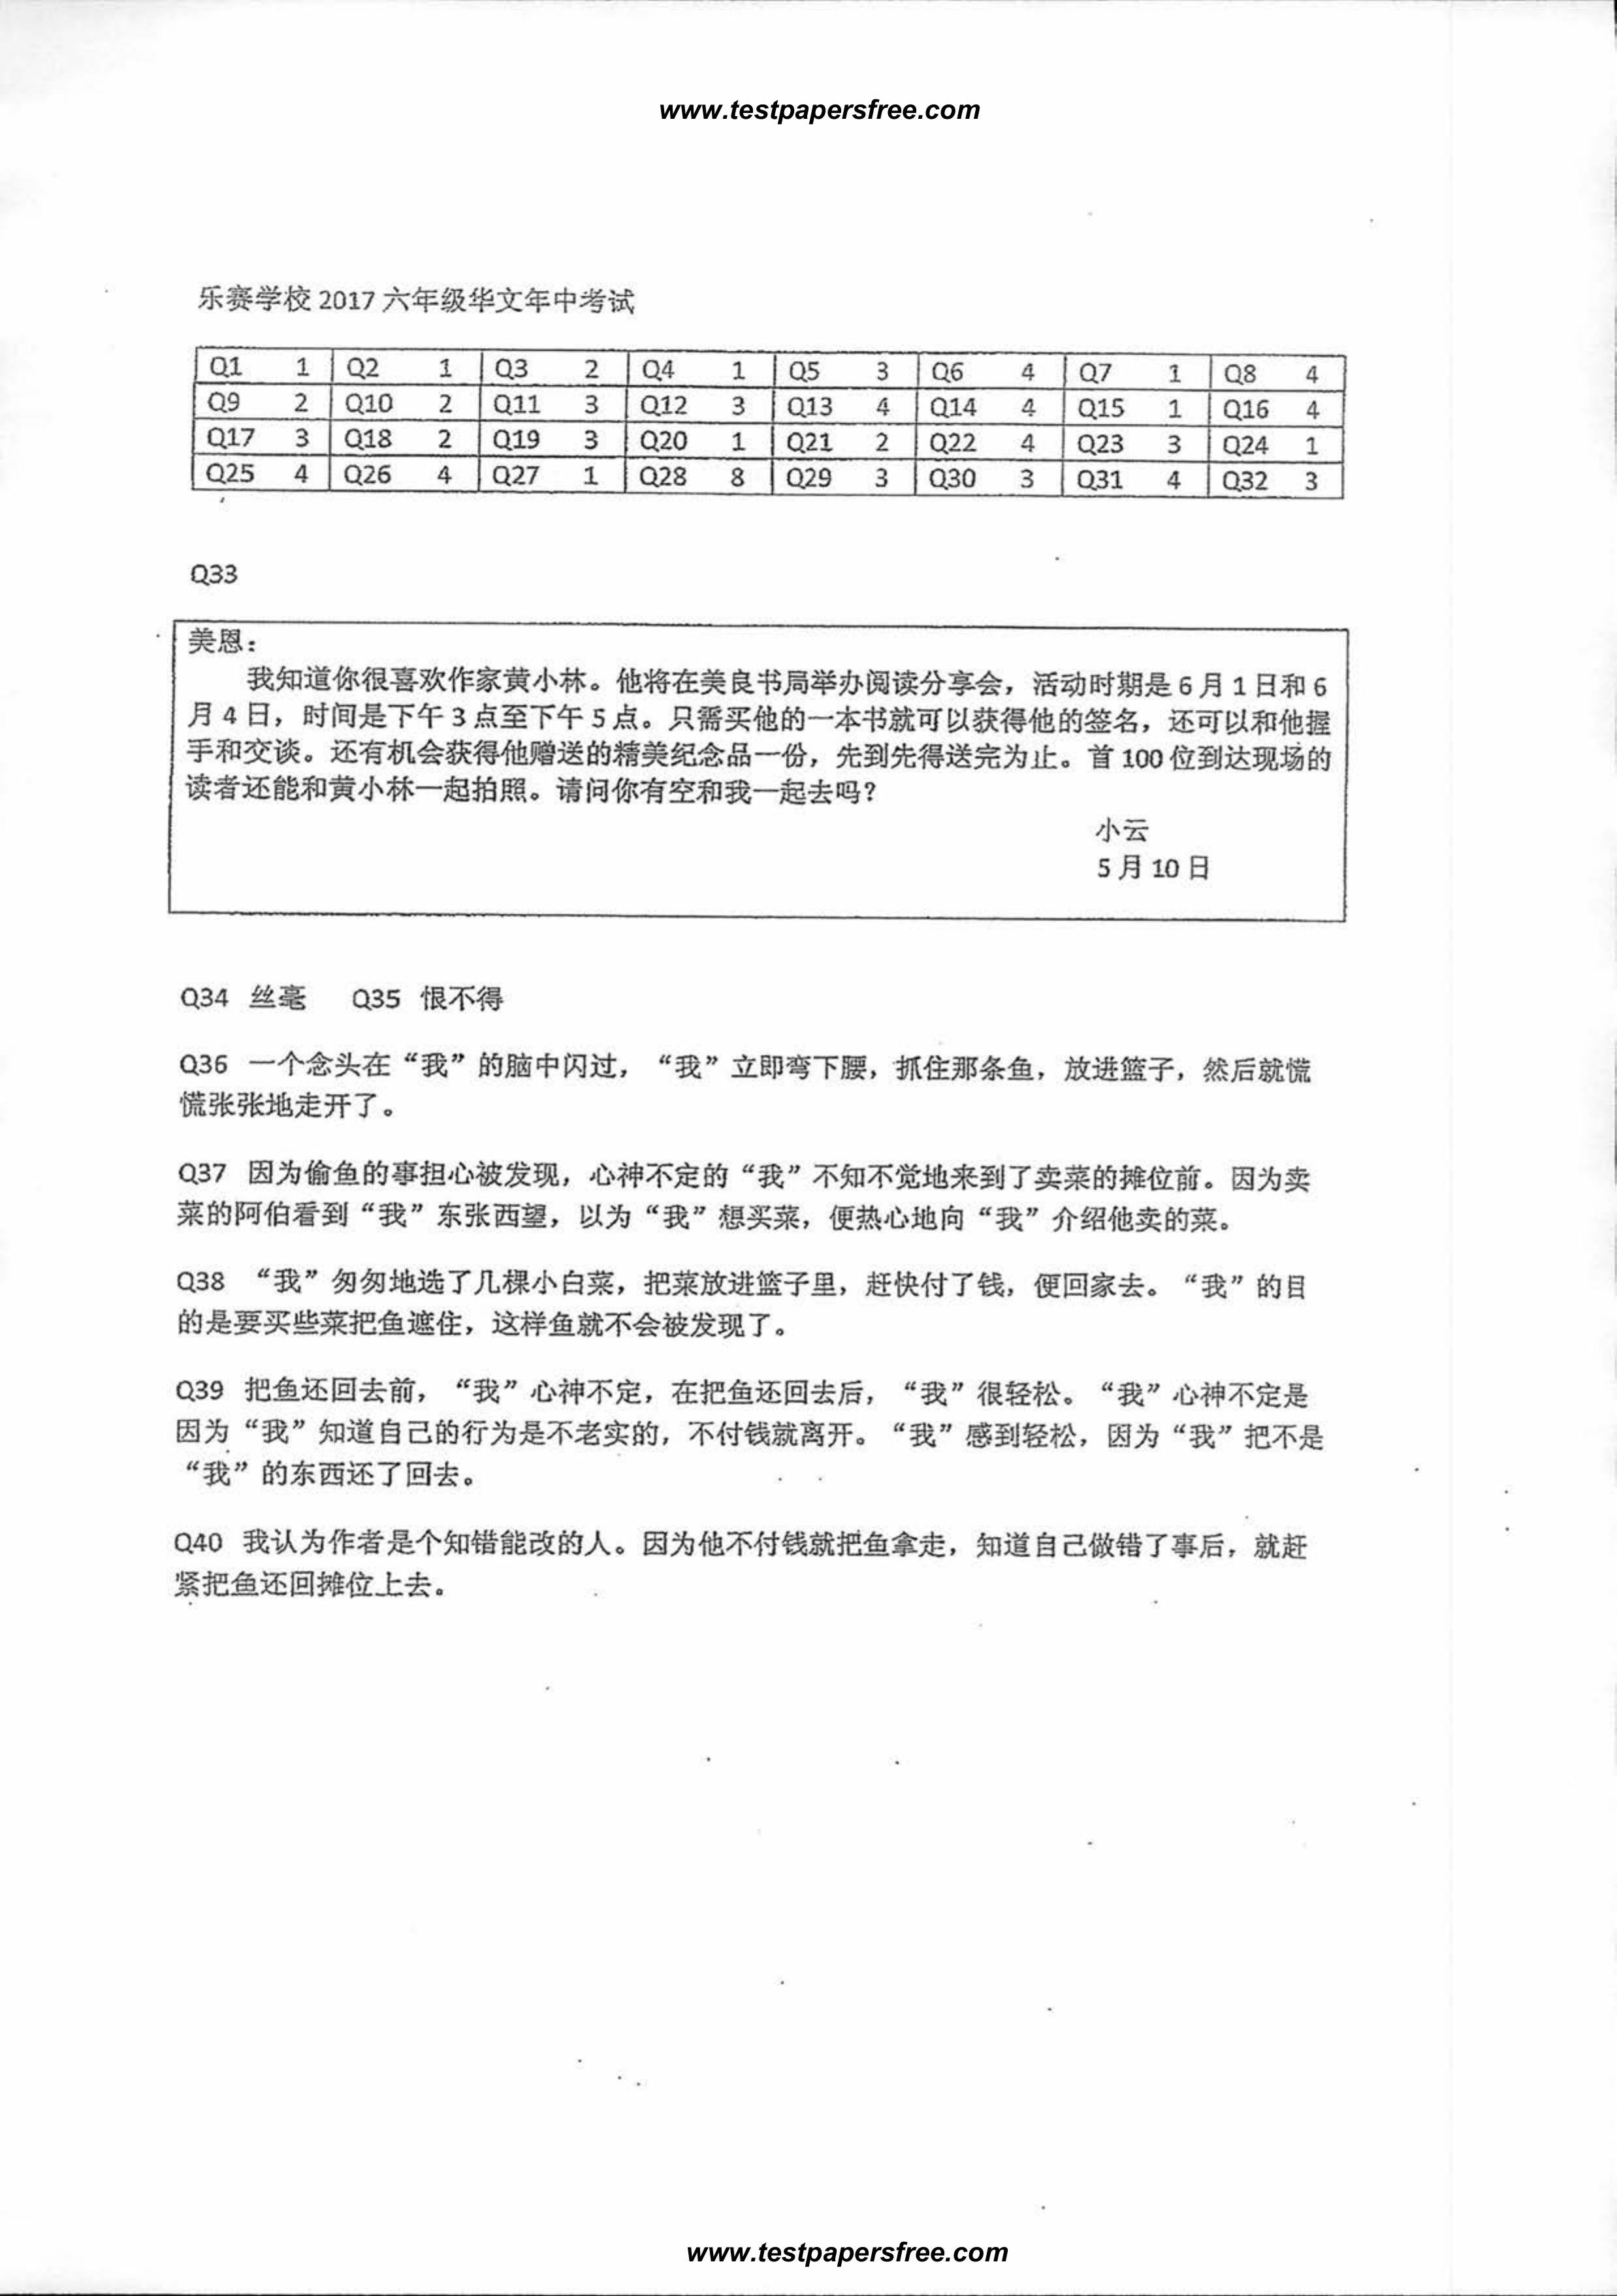 www.testpapersfree.com
乐赛学校 2017 六年级华文年中考试
Q1 1 Q2 1 Q3 2 Q4 1 Q5 3 Q6 4 Q7 1 Q8 4
Q9 2 Q10 2 Q11 3 Q12 3 Q13 4 Q14 4 Q15 1 Q16 4
Q17 3 Q18 2 Q19 3 Q20 1 Q21 2 Q22 4 Q23 3 Q24 1
Q25 4 Q26 4 Q27 1 Q28 8 Q29 3 Q30 3 Q31 4 Q32 3
Q33
美恩：
我知道你很喜欢作家黄小林。他将在美良书局举办阅读分享会，活动时期是 6 月 1 日和 6
月 4 日，时间是下午 3 点至下午 5 点。只需买他的一本书就可以获得他的签名，还可以和他握
手和交谈。还有机会获得他赠送的精美纪念品一份，先到先得送完为止。首 100 位到达现场的
读者还能和黄小林一起拍照。请问你有空和我一起去吗？
小云
5 月 10 日
Q34 丝毫 Q35 恨不得
Q36 一个念头在“我”的脑中闪过，“我”立即弯下腰，抓住那条鱼，放进篮子，然后就慌
慌张张地走开了。
Q37 因为偷鱼的事担心被发现，心神不定的“我”不知不觉地来到了卖菜的摊位前。因为卖
菜的阿伯看到“我”东张西望，以为“我”想买菜，便热心地向“我”介绍他卖的菜。
Q38 “我”匆匆地选了几棵小白菜，把菜放进篮子里，赶快付了钱，便回家去。“我”的目
的是要买些菜把鱼遮住，这样鱼就不会被发现了。
Q39 把鱼还回去前，“我”心神不定，在把鱼还回去后，“我”很轻松。“我”心神不定是
因为“我”知道自己的行为是不老实的，不付钱就离开。“我”感到轻松，因为“我”把不是
“我”的东西还了回去。
Q40 我认为作者是个知错能改的人。因为他不付钱就把鱼拿走，知道自己做错了事后，就赶
紧把鱼还回摊位上去。
www.testpapersfree.com